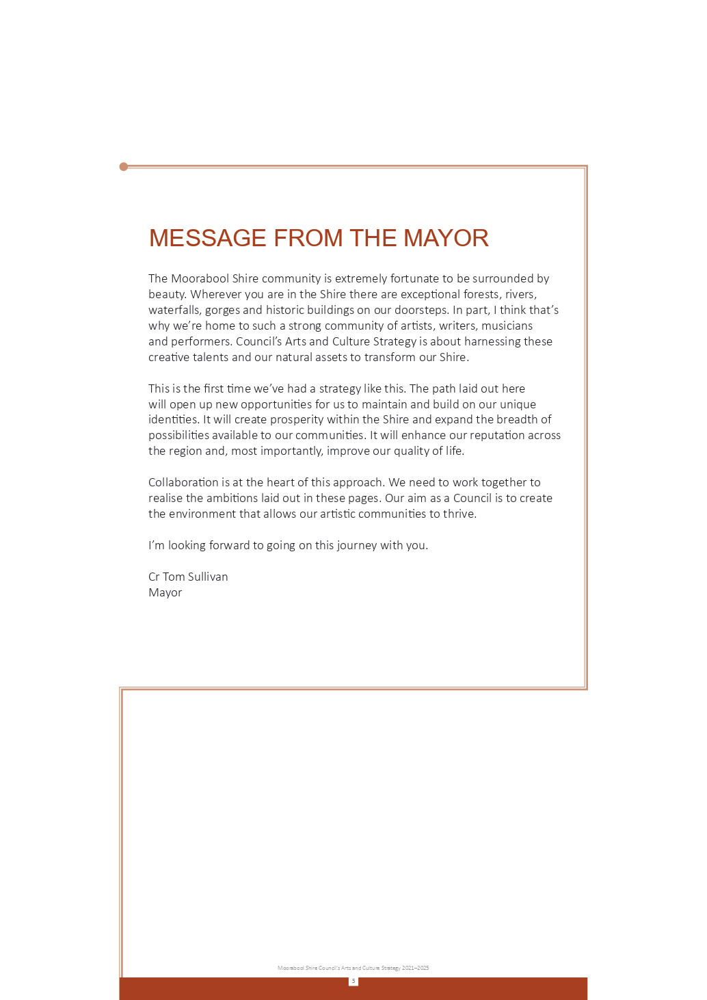 MESSAGE FROM THE MAYOR
The Moorabool Shire community is extremely fortunate to be surrounded by
beauty. Wherever you are in the Shire there are exceptional forests, rivers,
waterfalls, gorges and historic buildings on our doorsteps. In part, I think that’s
why we’re home to such a strong community of artists, writers, musicians
and performers. Council’s Arts and Culture Strategy is about harnessing these
creative talents and our natural assets to transform our Shire.
This is the first time we’ve had a strategy like this. The path laid out here
will open up new opportunities for us to maintain and build on our unique
identities. It will create prosperity within the Shire and expand the breadth of
possibilities available to our communities. It will enhance our reputation across
the region and, most importantly, improve our quality of life.
Collaboration is at the heart of this approach. We need to work together to
realise the ambitions laid out in these pages. Our aim as a Council is to create
the environment that allows our artistic communities to thrive.
I’m looking forward to going on this journey with you.
Cr Tom Sullivan
Mayor
Moorabool Shire Council’s Arts and Culture Strategy 2021–2025
5